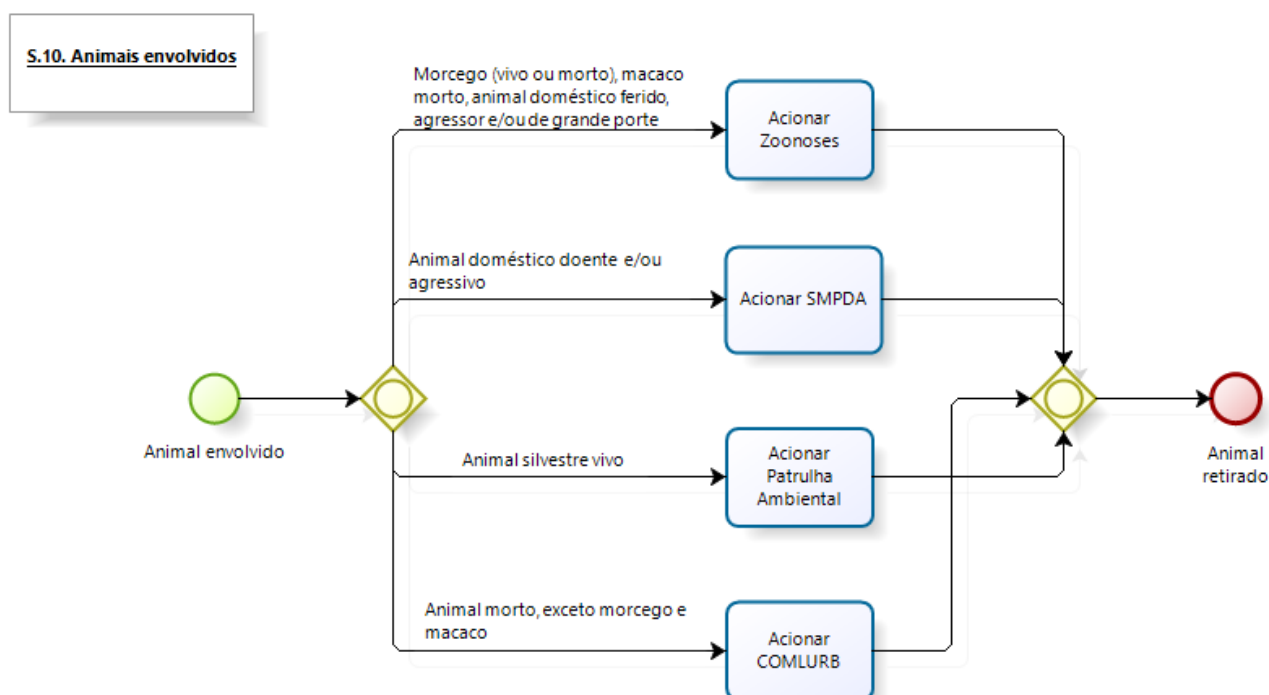 S.10. Animais envolvidos
Morcego (vivo ou morto), macaco
morto, animal doméstico ferido,
agressor e/ou de grande porte
Acionar
Zoonoses
Animal doméstico doente e/ou
agressivo
Acionar SMPDA
Animal envolvido
Animal silvestre vivo
Acionar
Patrulha
Ambiental
Animal
retirado
Animal morto, exceto morcego e
macaco
Acionar
COMLURB